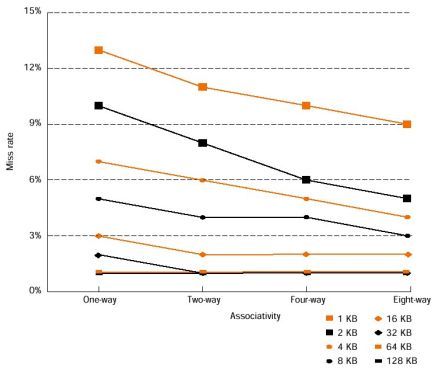 15%
12%
9%
6%
3%
0%
Miss rate
One-way
Two-way
Four-way
Eight-way
Associativity
1 KB
2 KB
4 KB
8 KB
16 KB
32 KB
64 KB
128 KB